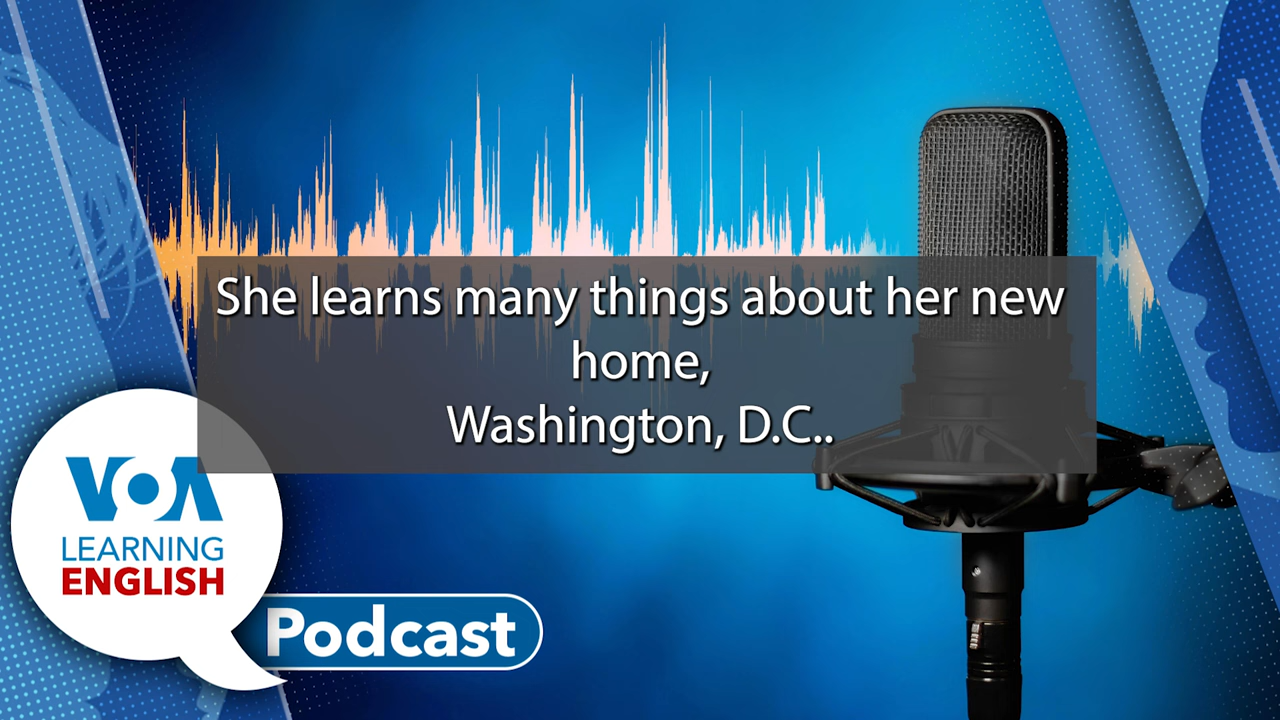 She learns many things about her new
home,
Washington, D.C..
VOA
LEARNING
ENGLISH
Podcast